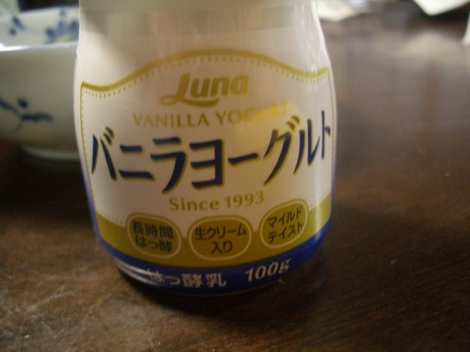 Luna
VANILLA YOGURT
バニラヨーグルト
Since 1993
長時間
はっ酵
生クリーム
入り
マイルド
テイスト
はっ酵乳 100g